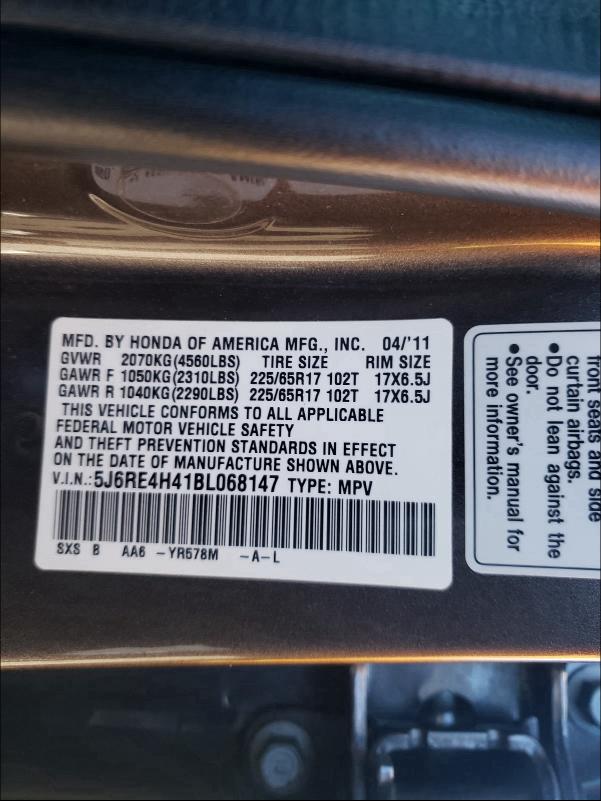 MFD. BY HONDA OF AMERICA MFG., INC. 04/'11
GVWR 2070KG(4560LBS) TIRE SIZE RIM SIZE
GAWR F 1050KG(2310LBS) 225/65R17 102T 17X6.5J
GAWR R 1040KG(2290LBS) 225/65R17 102T 17X6.5J
THIS VEHICLE CONFORMS TO ALL APPLICABLE
FEDERAL MOTOR VEHICLE SAFETY
AND THEFT PREVENTION STANDARDS IN EFFECT
ON THE DATE OF MANUFACTURE SHOWN ABOVE.
V.I.N.:5J6RE4H41BL068147 TYPE: MPV
SXS B AA6 -YR578M -A-L
front seats and side
curtain airbags.
•Do not lean against the
door.
•See owner's manual for
more information.